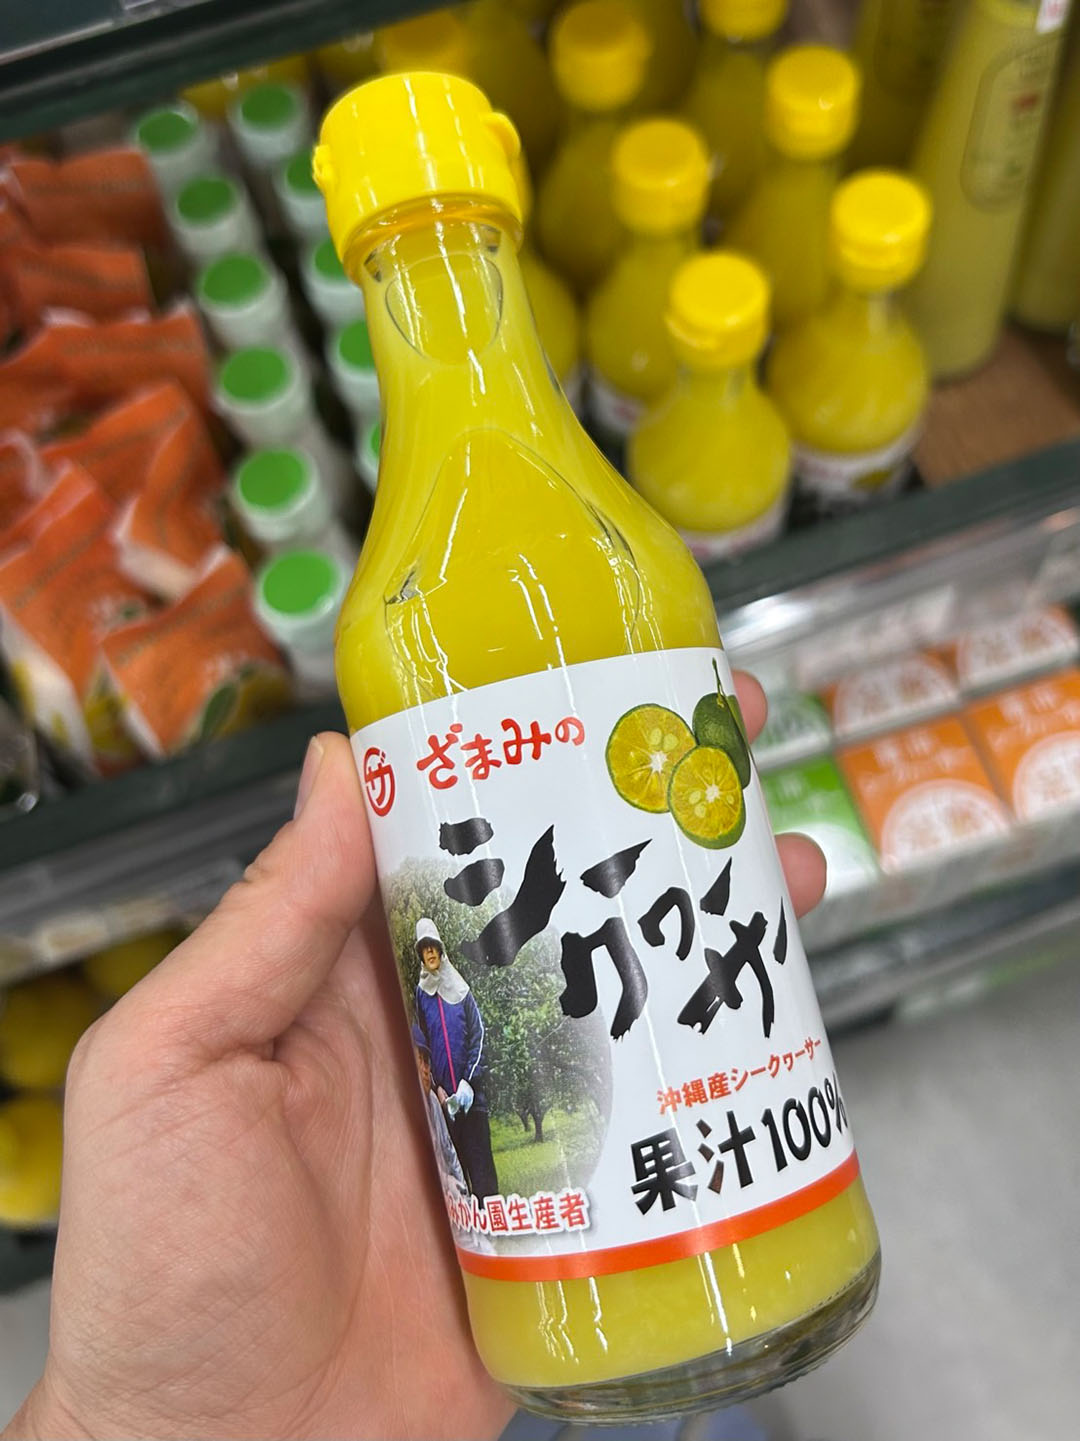 ザ
ざまみの
シークヮーサー
沖縄産シークヮーサー
果汁100%
みかん園生産者